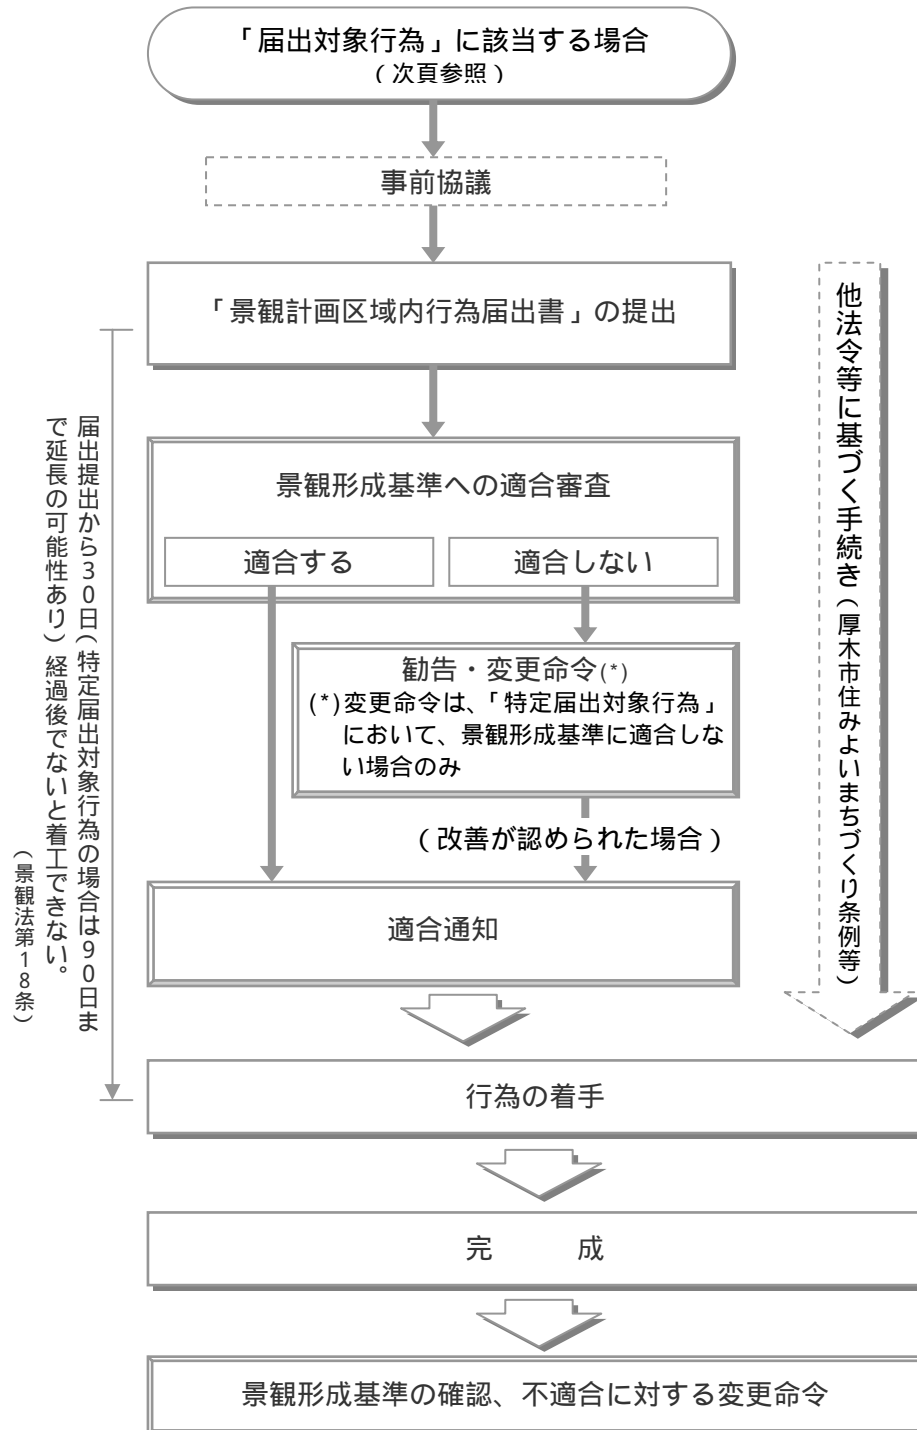 「届出対象行為」に該当する場合
(次頁参照)
事前協議
「景観計画区域内行為届出書」の提出
景観形成基準への適合審査
適合する
適合しない
勧告・変更命令(*)
(*)変更命令は、「特定届出対象行為」
において、景観形成基準に適合しな
い場合のみ
(改善が認められた場合)
適合通知
行為の着手
完 成
景観形成基準の確認、不適合に対する変更命令
届出提出から30日(特定届出対象行為の場合は90日ま
で延長の可能性あり)経過後でないと着工できない。
(景観法第18条)
他法令等に基づく手続き(厚木市住みよいまちづくり条例等)